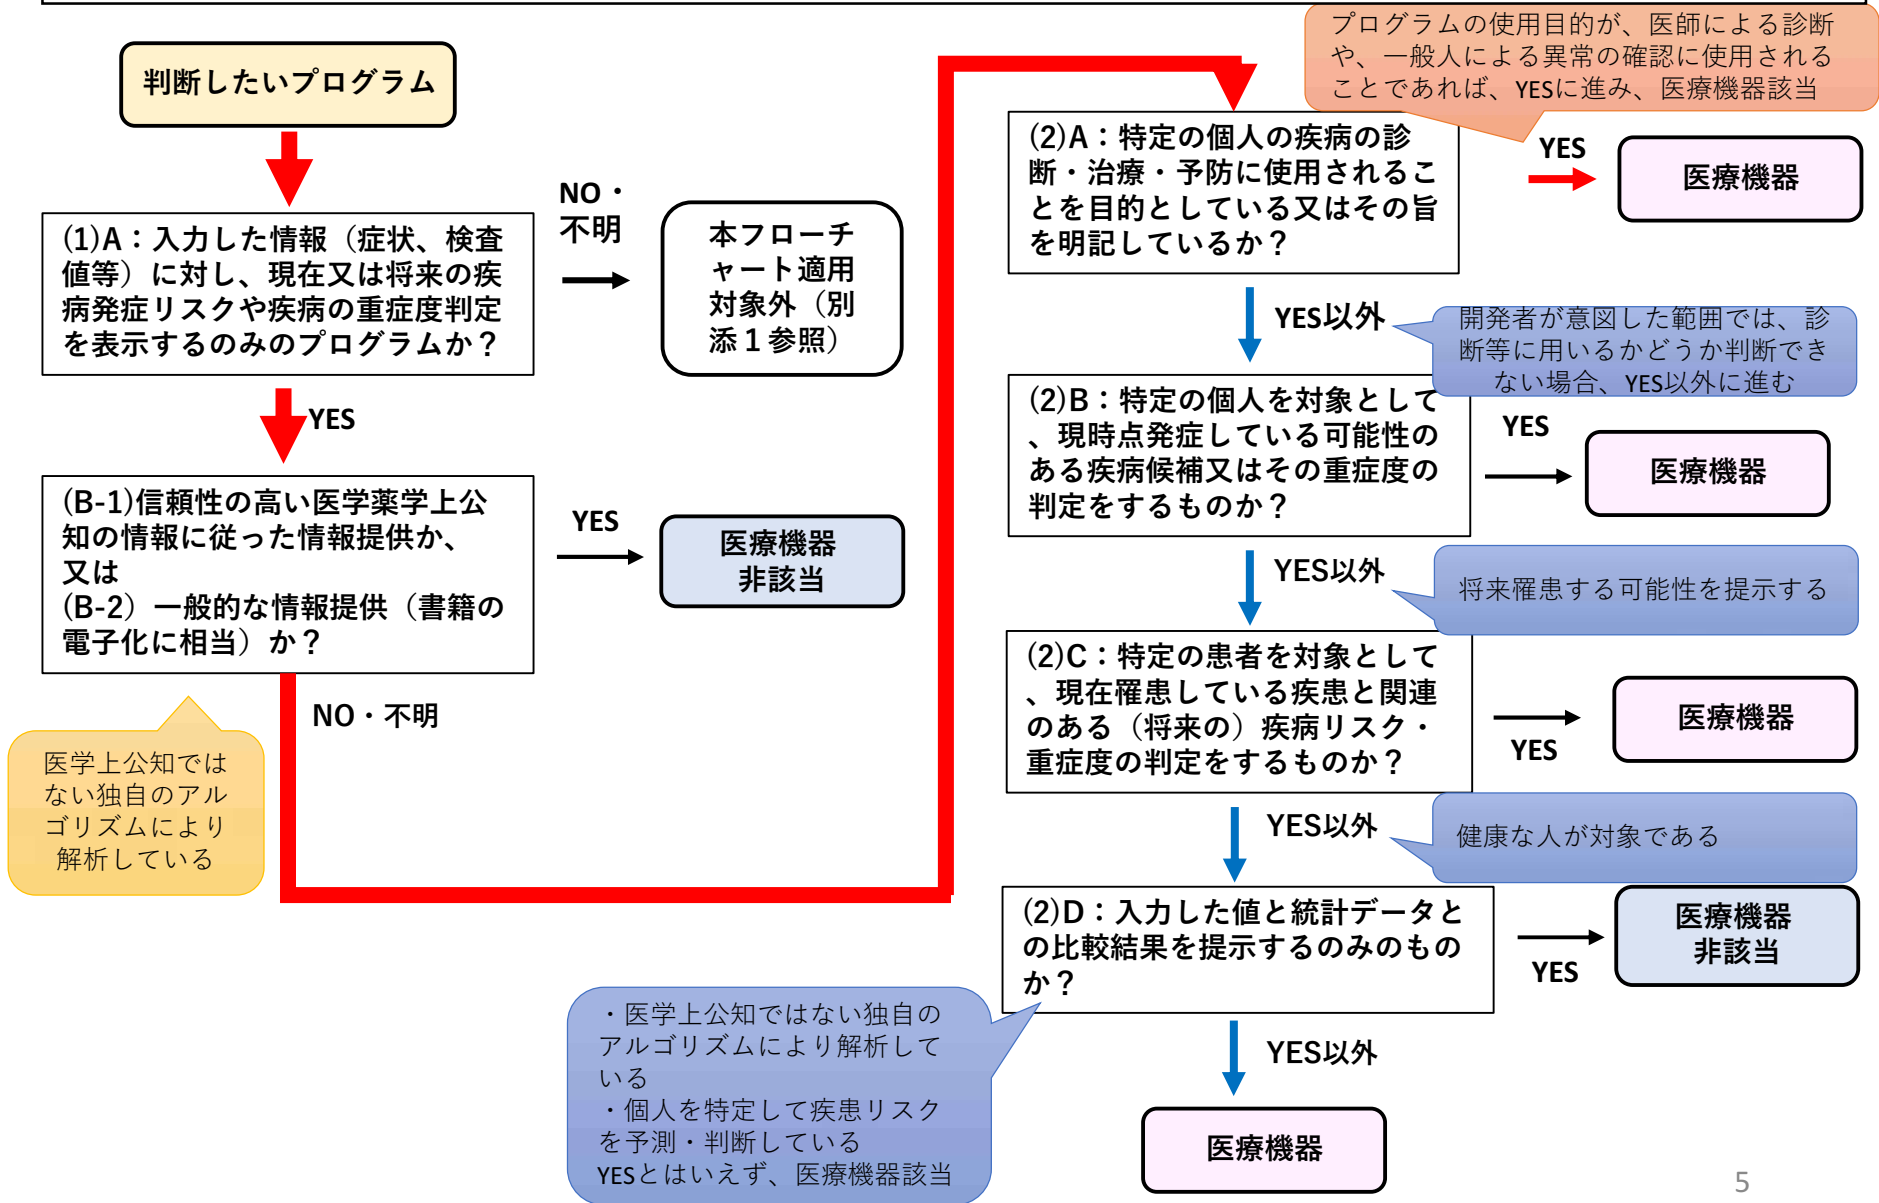 判断したいプログラム
(1)A：入力した情報（症状、検査
値等）に対し、現在又は将来の疾
病発症リスクや疾病の重症度判定
を表示するのみのプログラムか？
NO・
不明
本フローチ
ャート適用
対象外（別
添１参照）
YES
(B-1)信頼性の高い医学薬学上公
知の情報に従った情報提供か、
又は
(B-2）一般的な情報提供（書籍の
電子化に相当）か？
YES
医療機器
非該当
NO・不明
医学上公知では
ない独自のアル
ゴリズムにより
解析している
プログラムの使用目的が、医師による診断
や、一般人による異常の確認に使用される
ことであれば、YESに進み、医療機器該当
(2)A：特定の個人の疾病の診
断・治療・予防に使用されるこ
とを目的としている又はその旨
を明記しているか？
YES
医療機器
YES以外
開発者が意図した範囲では、診
断等に用いるかどうか判断でき
ない場合、YES以外に進む
(2)B：特定の個人を対象として
、現時点発症している可能性の
ある疾病候補又はその重症度の
判定をするものか？
YES
医療機器
YES以外
将来罹患する可能性を提示する
(2)C：特定の患者を対象として
、現在罹患している疾患と関連
のある（将来の）疾病リスク・
重症度の判定をするものか？
YES
医療機器
YES以外
健康な人が対象である
(2)D：入力した値と統計データと
の比較結果を提示するのみのもの
か？
YES
医療機器
非該当
・医学上公知ではない独自の
アルゴリズムにより解析して
いる
・個人を特定して疾患リスク
を予測・判断している
YESとはいえず、医療機器該当
YES以外
医療機器
5